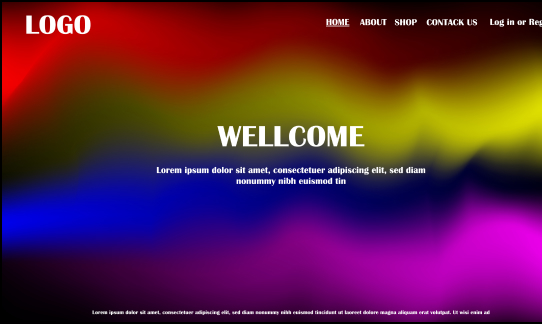 LOGO
HOME ABOUT SHOP CONTACK US Log in or Reg
WELLCOME
Lorem ipsum dolor sit amet, consectetuer adipiscing elit, sed diam
nonummy nibh euismod tin
Lorem ipsum dolor sit amet, consectetuer adipiscing elit, sed diam nonummy nibh euismod tincidunt ut laoreet dolore magna aliquam erat volutpat. Ut wisi enim ad